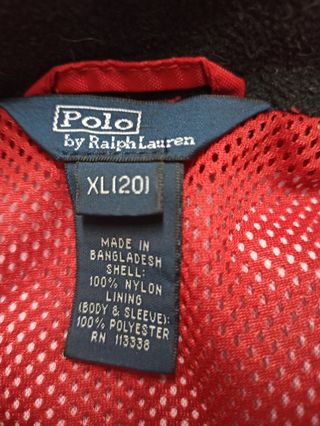 Polo
by Ralph Lauren
XL(20)
MADE IN
BANGLADESH
SHELL:
100% NYLON
LINING
(BODY & SLEEVE):
100% POLYESTER
RN 113338